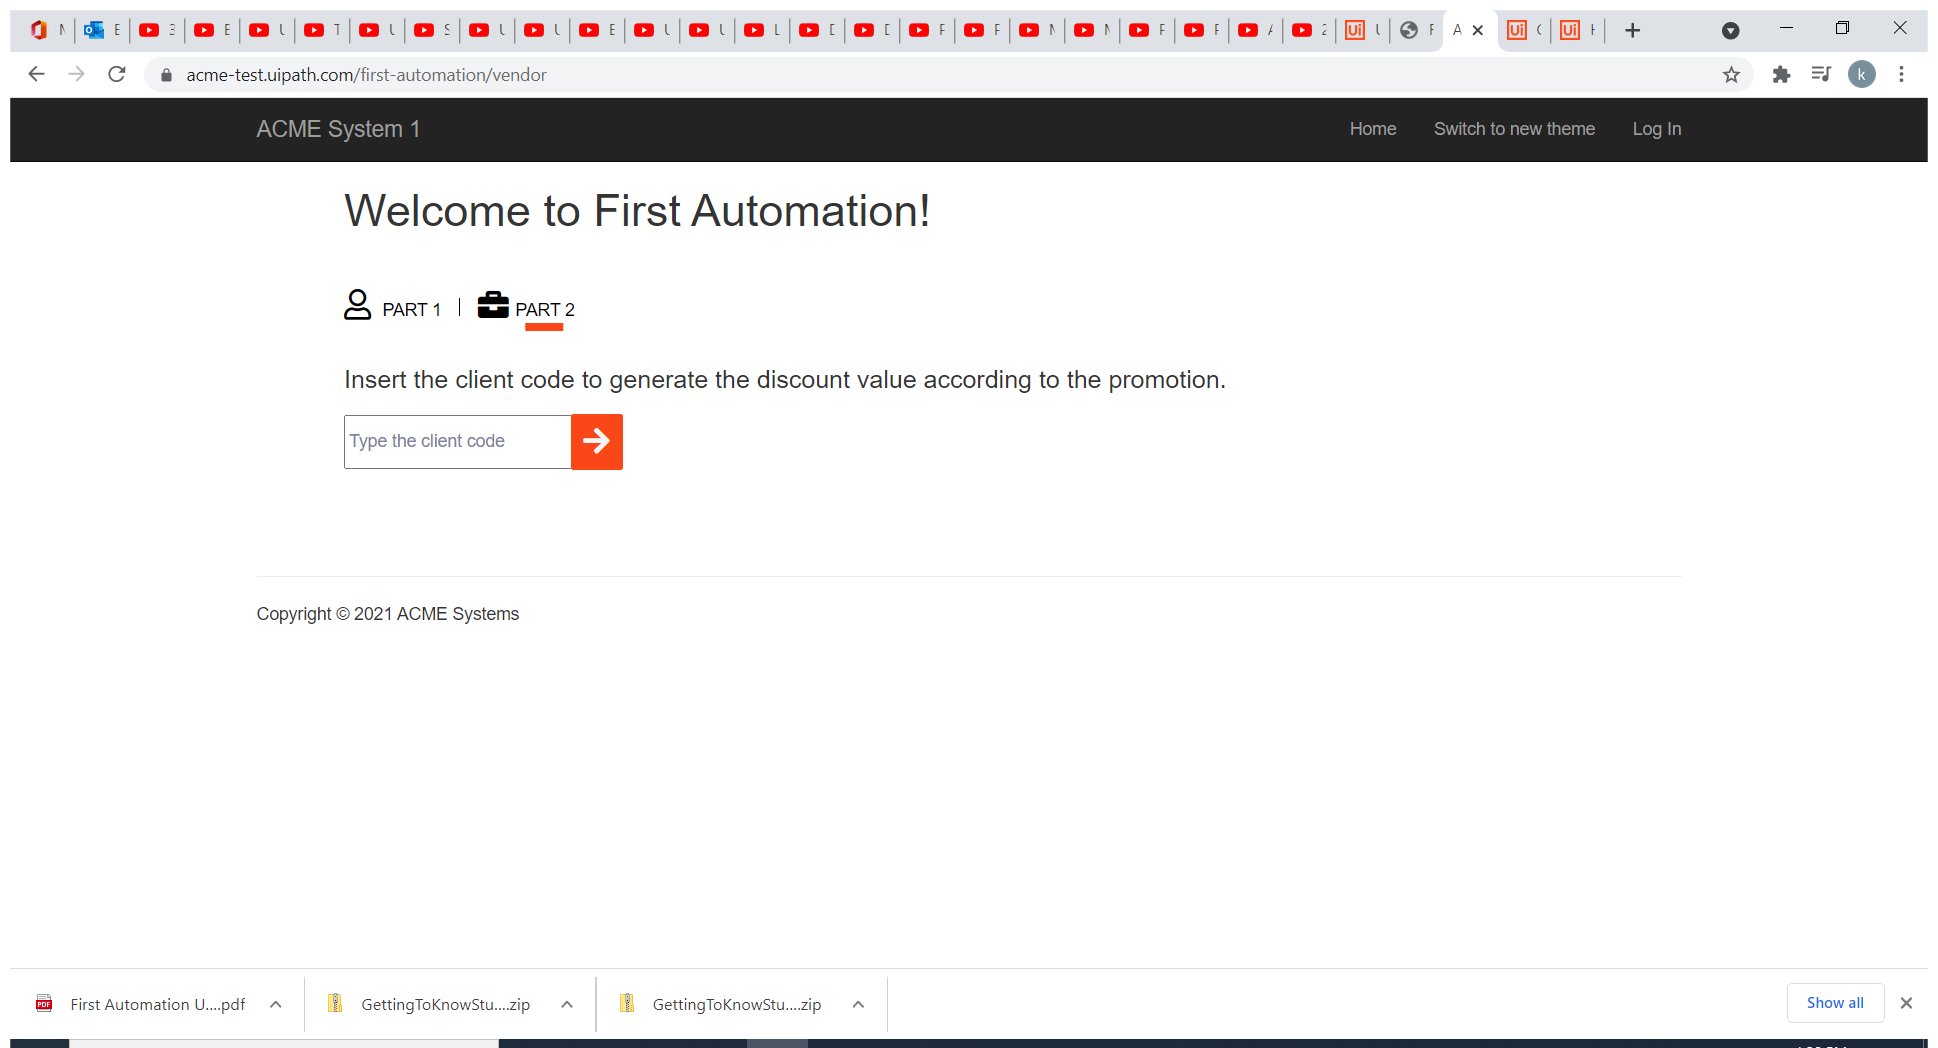 acme-test.uipath.com/first-automation/vendor
k
ACME System 1
Home
Switch to new theme
Log In
Welcome to First Automation!
PART 1
PART 2
Insert the client code to generate the discount value according to the promotion.
Type the client code
Copyright © 2021 ACME Systems
First Automation U....pdf
GettingToKnowStu....zip
GettingToKnowStu....zip
Show all